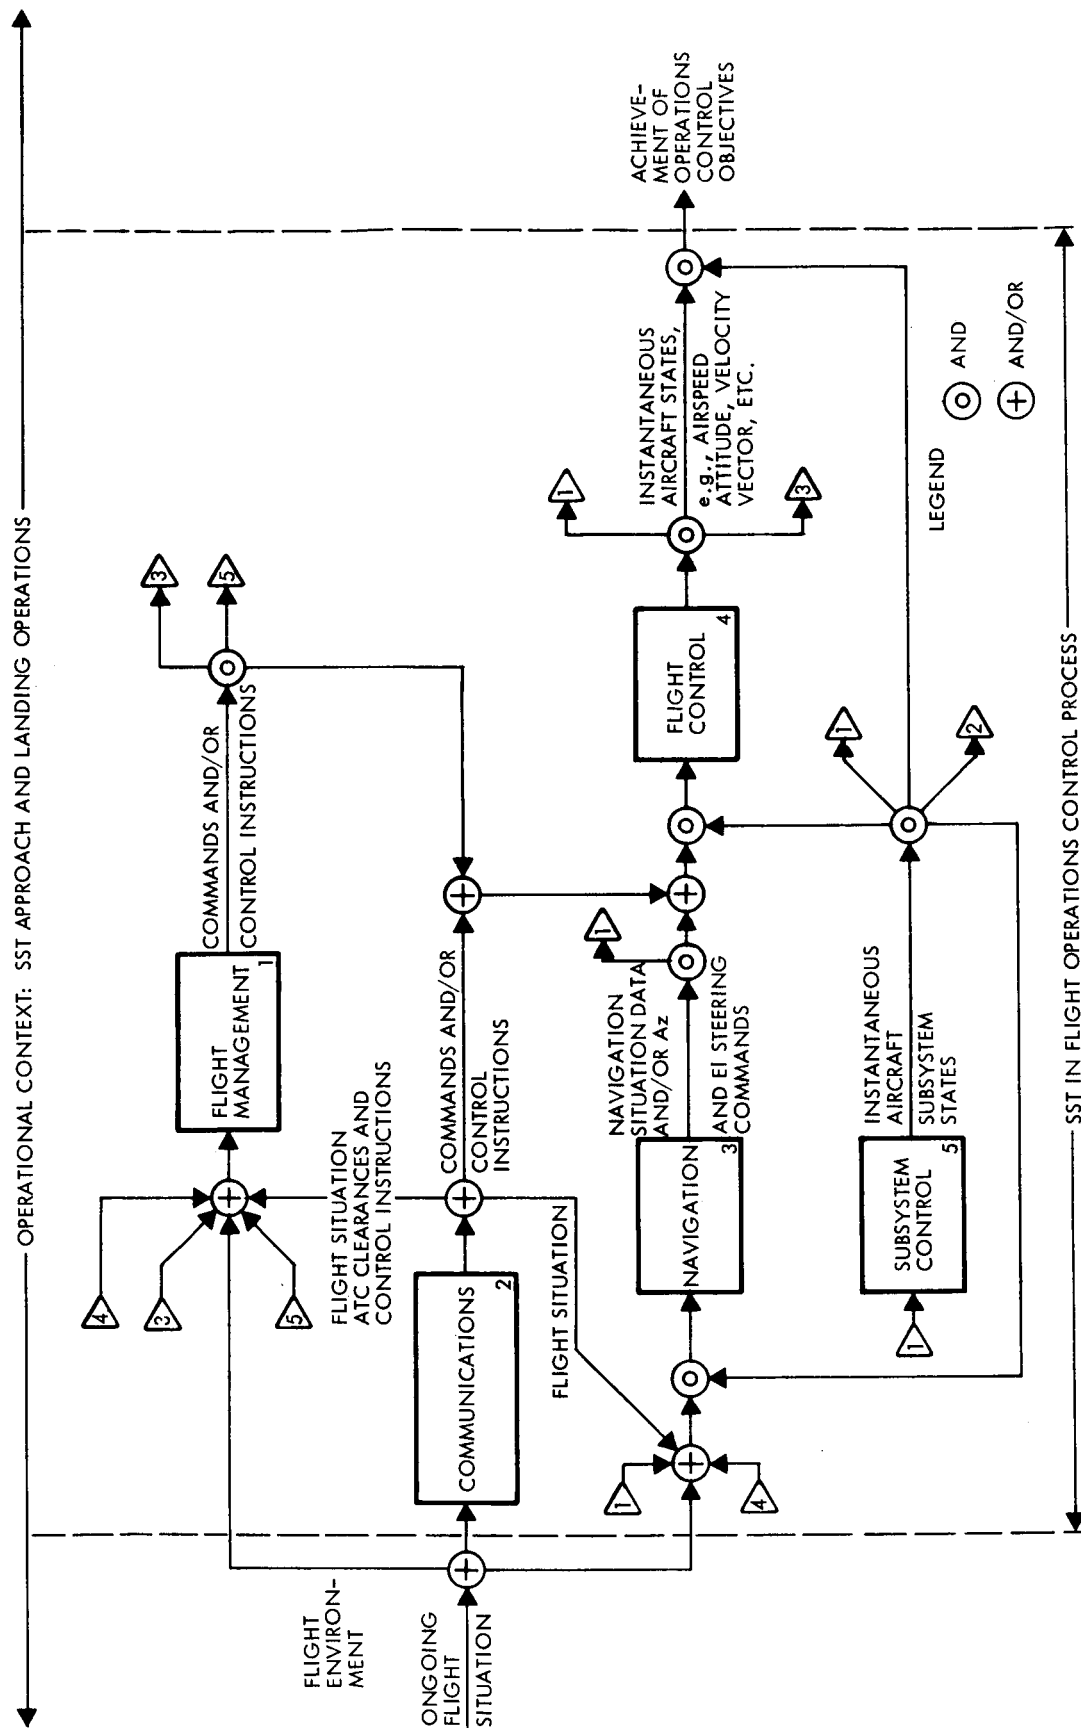 OPERATIONAL CONTEXT: SST APPROACH AND LANDING OPERATIONS
4
3
5
FLIGHT
MANAGEMENT
1
COMMANDS AND/OR
CONTROL INSTRUCTIONS
3
5
FLIGHT
ENVIRON-
MENT
FLIGHT SITUATION
ATC CLEARANCES AND
CONTROL INSTRUCTIONS
ONGOING
FLIGHT
SITUATION
COMMUNICATIONS
2
COMMANDS AND/OR
CONTROL
INSTRUCTIONS
FLIGHT SITUATION
1
4
NAVIGATION
3
NAVIGATION
SITUATION DATA
AND/OR Az
AND El STEERING
COMMANDS
1
FLIGHT
CONTROL
4
1
3
INSTANTANEOUS
AIRCRAFT STATES,
e.g., AIRSPEED
ATTITUDE, VELOCITY
VECTOR, ETC.
ACHIEVE-
MENT OF
OPERATIONS
CONTROL
OBJECTIVES
1
SUBSYSTEM
CONTROL
5
INSTANTANEOUS
AIRCRAFT
SUBSYSTEM
STATES
1
2
LEGEND
AND
AND/OR
SST IN FLIGHT OPERATIONS CONTROL PROCESS